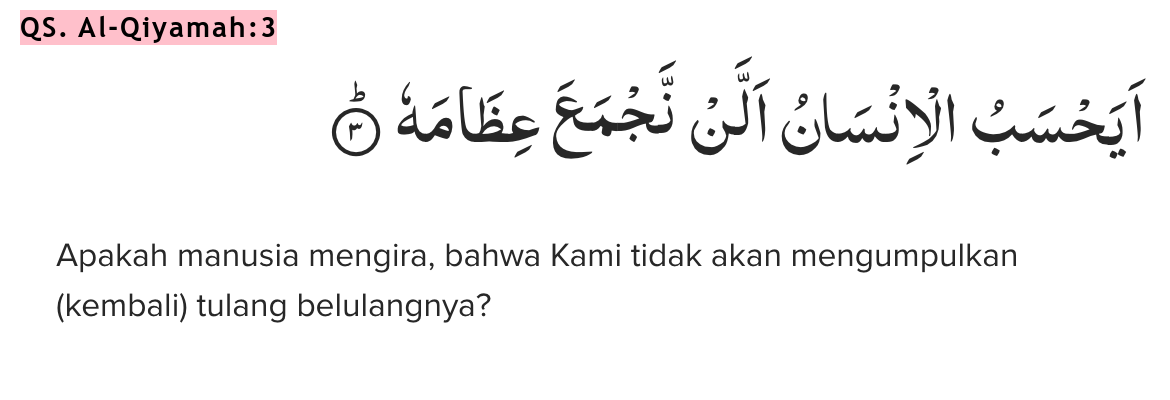 QS. Al-Qiyamah:3
اَيَحْسَبُ الْاِنْسَانُ اَلَّنْ نَّجْمَعَ عِظَامَهٗ ۗ ٣
Apakah manusia mengira, bahwa Kami tidak akan mengumpulkan
(kembali) tulang belulangnya?